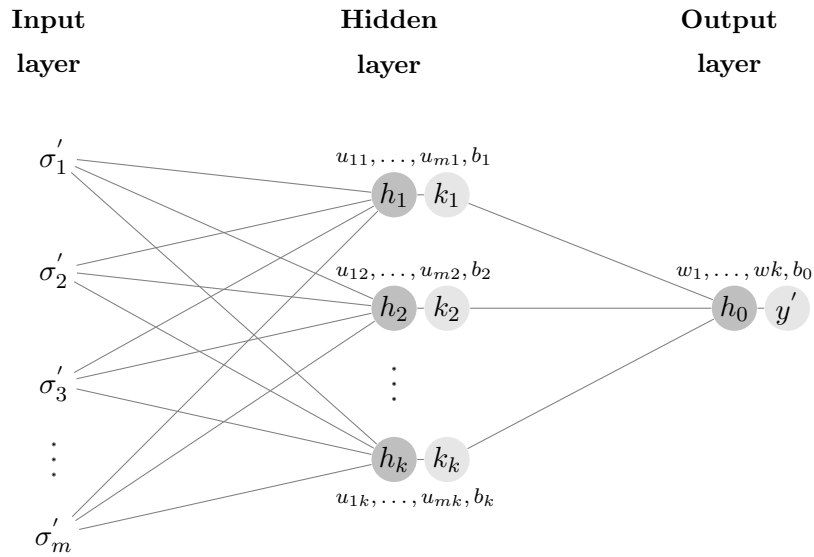 Input layer
Hidden layer
Output layer
σ′₁
σ′₂
σ′₃
⋮
σ′ₘ
u₁₁, . . . , uₘ₁, b₁
h₁ k₁
u₁₂, . . . , uₘ₂, b₂
h₂ k₂
⋮
hₖ kₖ
u₁ₖ, . . . , uₘₖ, bₖ
w₁, . . . , wk, b₀
h₀ y′